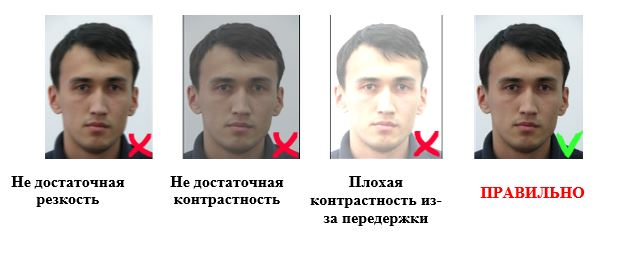 Не достаточная
резкость
Не достаточная
контрастность
Плохая
контрастность из-
за передержки
ПРАВИЛЬНО